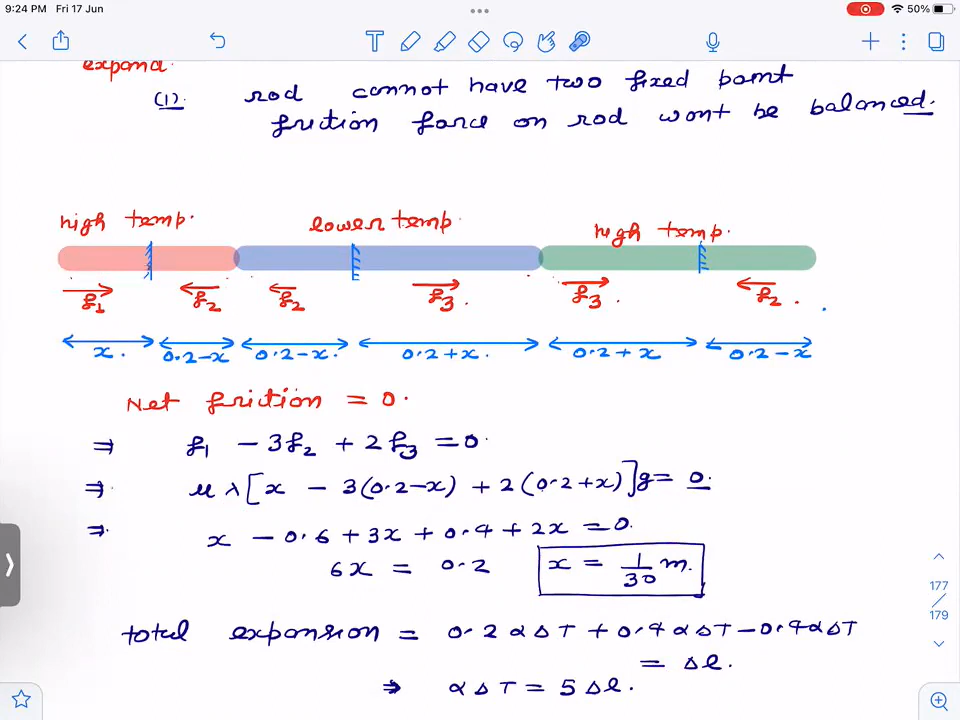 9:24 PM Fri 17 Jun
50%
expand.
(1). rod cannot have two fixed point
friction force on rod wont be balanced.
high temp. lower temp. high temp.
f₁ f₂ f₂ f₃ f₃ f₂
x. 0.2-x 0.2-x 0.2+x. 0.2+x 0.2-x
Net friction = 0.
⇒ f₁ - 3f₂ + 2f₃ = 0.
⇒ μλ[x - 3(0.2-x) + 2(0.2+x)]g = 0.
⇒ x - 0.6 + 3x + 0.4 + 2x = 0.
6x = 0.2 x = 1/30 m.
total expansion = 0.2αΔT + 0.4αΔT - 0.4αΔT
= Δl.
⇒ αΔT = 5Δl.
177
179